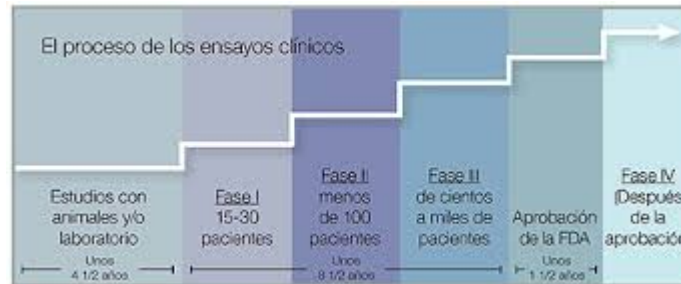 El proceso de los ensayos clínicos
Estudios con
animales y/o
laboratorio
Unos
4 1/2 años
Fase I
15-30
pacientes
Fase II
menos
de 100
pacientes
Fase III
de cientos
a miles de
pacientes
Unos
8 1/2 años
Aprobación
de la FDA
Unos
1 1/2 años
Fase IV
(Después
de la
aprobación)